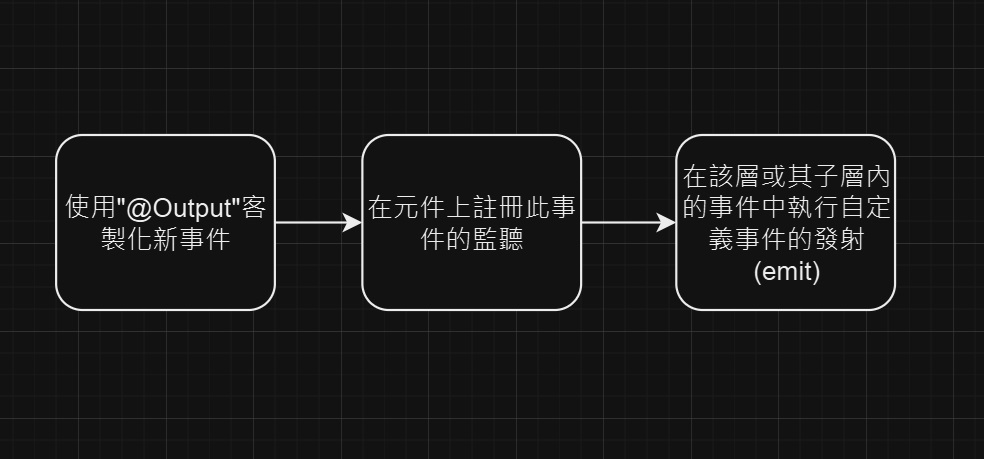 使用"@Output"客
製化新事件
在元件上註冊此事
件的監聽
在該層或其子層內
的事件中執行自定
義事件的發射
(emit)